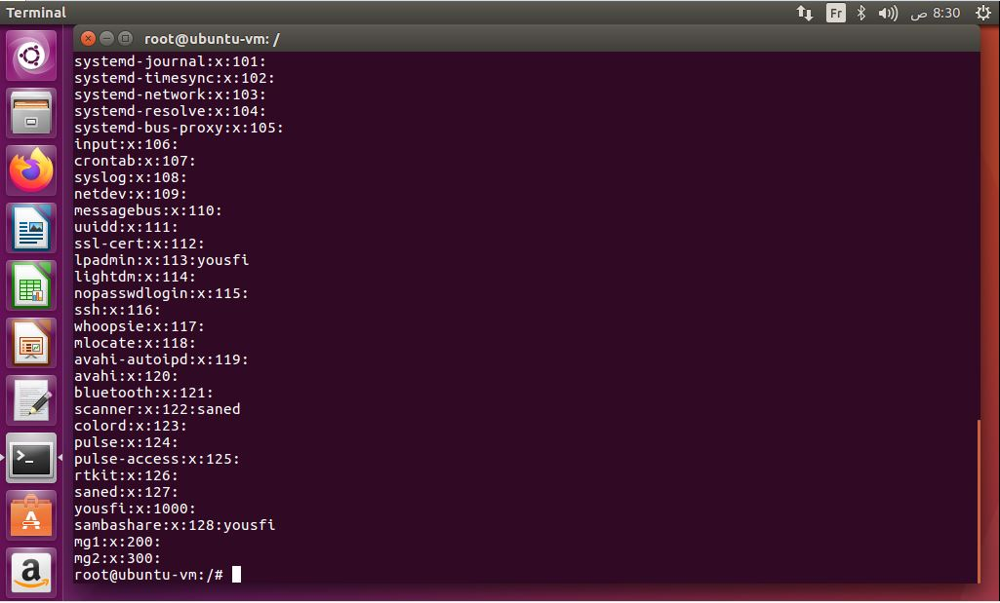 Terminal
Fr
8:30 ص
root@ubuntu-vm: /
systemd-journal:x:101:
systemd-timesync:x:102:
systemd-network:x:103:
systemd-resolve:x:104:
systemd-bus-proxy:x:105:
input:x:106:
crontab:x:107:
syslog:x:108:
netdev:x:109:
messagebus:x:110:
uuidd:x:111:
ssl-cert:x:112:
lpadmin:x:113:yousfi
lightdm:x:114:
nopasswdlogin:x:115:
ssh:x:116:
whoopsie:x:117:
mlocate:x:118:
avahi-autoipd:x:119:
avahi:x:120:
bluetooth:x:121:
scanner:x:122:saned
colord:x:123:
pulse:x:124:
pulse-access:x:125:
rtkit:x:126:
saned:x:127:
yousfi:x:1000:
sambashare:x:128:yousfi
mg1:x:200:
mg2:x:300:
root@ubuntu-vm:/#